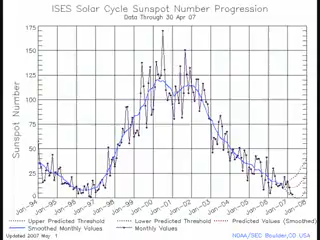 ISES Solar Cycle Sunspot Number Progression
Data Through 30 Apr 07
175
150
125
100
75
50
25
0
Sunspot Number
Jan-94 Jan-95 Jan-96 Jan-97 Jan-98 Jan-99 Jan-00 Jan-01 Jan-02 Jan-03 Jan-04 Jan-05 Jan-06 Jan-07 Jan-08
Upper Predicted Threshold Lower Predicted Threshold Predicted Values (Smoothed)
Smoothed Monthly Values Monthly Values
Updated 2007 May 1 NOAA/SEC Boulder,CO USA